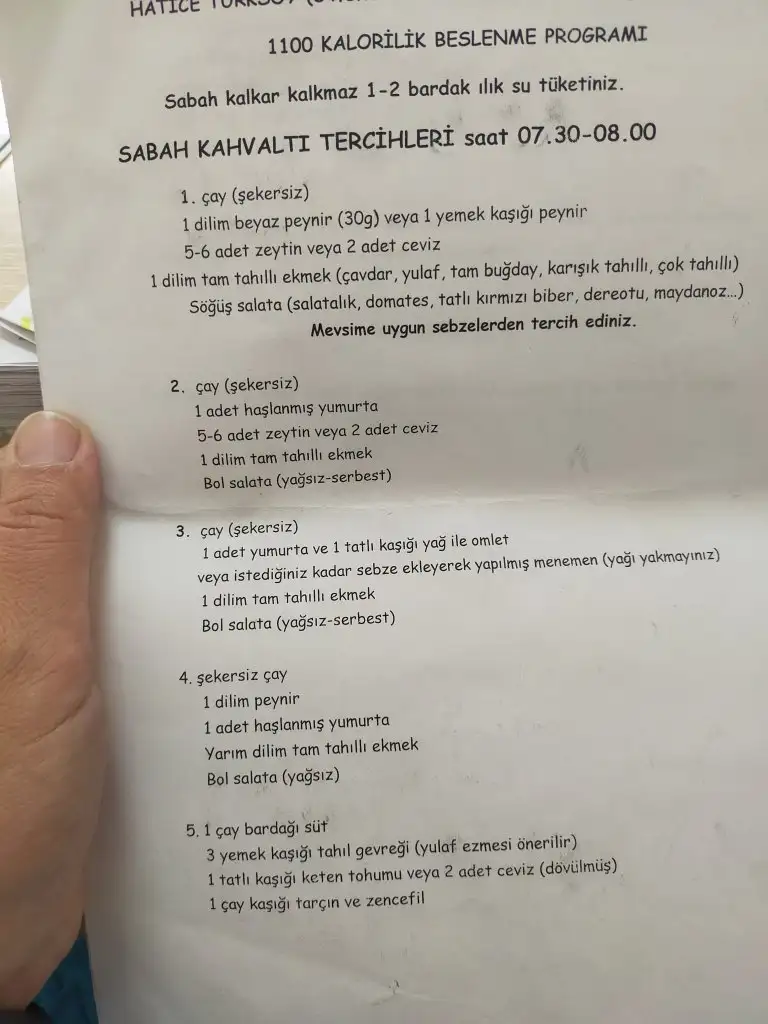 HATİCE
1100 KALORİLİK BESLENME PROGRAMI
Sabah kalkar kalkmaz 1-2 bardak ılık su tüketiniz.
SABAH KAHVALTI TERCİHLERİ saat 07.30-08.00
1. çay (şekersiz)
1 dilim beyaz peynir (30g) veya 1 yemek kaşığı peynir
5-6 adet zeytin veya 2 adet ceviz
1 dilim tam tahıllı ekmek (çavdar, yulaf, tam buğday, karışık tahıllı, çok tahıllı)
Söğüş salata (salatalık, domates, tatlı kırmızı biber, dereotu, maydanoz...)
Mevsime uygun sebzelerden tercih ediniz.
2. çay (şekersiz)
1 adet haşlanmış yumurta
5-6 adet zeytin veya 2 adet ceviz
1 dilim tam tahıllı ekmek
Bol salata (yağsız-serbest)
3. çay (şekersiz)
1 adet yumurta ve 1 tatlı kaşığı yağ ile omlet
veya istediğiniz kadar sebze ekleyerek yapılmış menemen (yağı yakmayınız)
1 dilim tam tahıllı ekmek
Bol salata (yağsız-serbest)
4. şekersiz çay
1 dilim peynir
1 adet haşlanmış yumurta
Yarım dilim tam tahıllı ekmek
Bol salata (yağsız)
5. 1 çay bardağı süt
3 yemek kaşığı tahıl gevreği (yulaf ezmesi önerilir)
1 tatlı kaşığı keten tohumu veya 2 adet ceviz (dövülmüş)
1 çay kaşığı tarçın ve zencefil